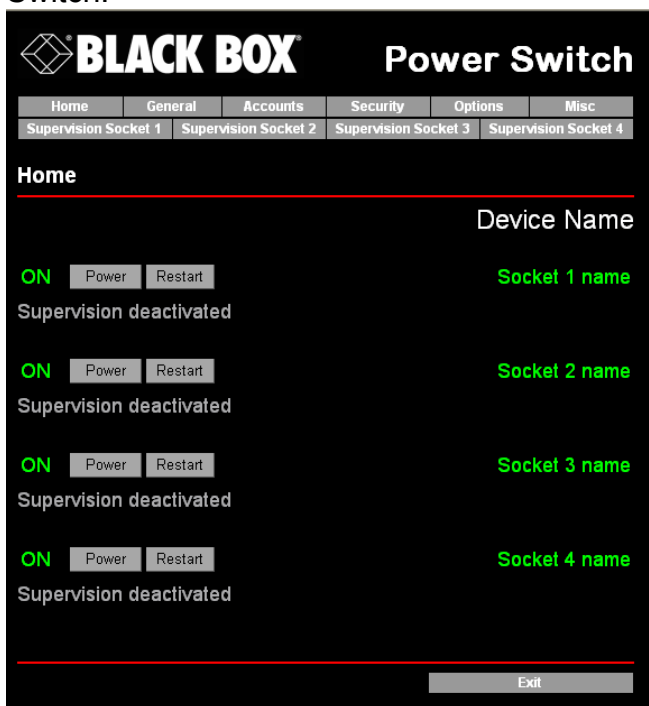 Switch.
BLACK BOX® Power Switch
Home General Accounts Security Options Misc
Supervision Socket 1 Supervision Socket 2 Supervision Socket 3 Supervision Socket 4
Home
Device Name
ON Power Restart Socket 1 name
Supervision deactivated
ON Power Restart Socket 2 name
Supervision deactivated
ON Power Restart Socket 3 name
Supervision deactivated
ON Power Restart Socket 4 name
Supervision deactivated
Exit